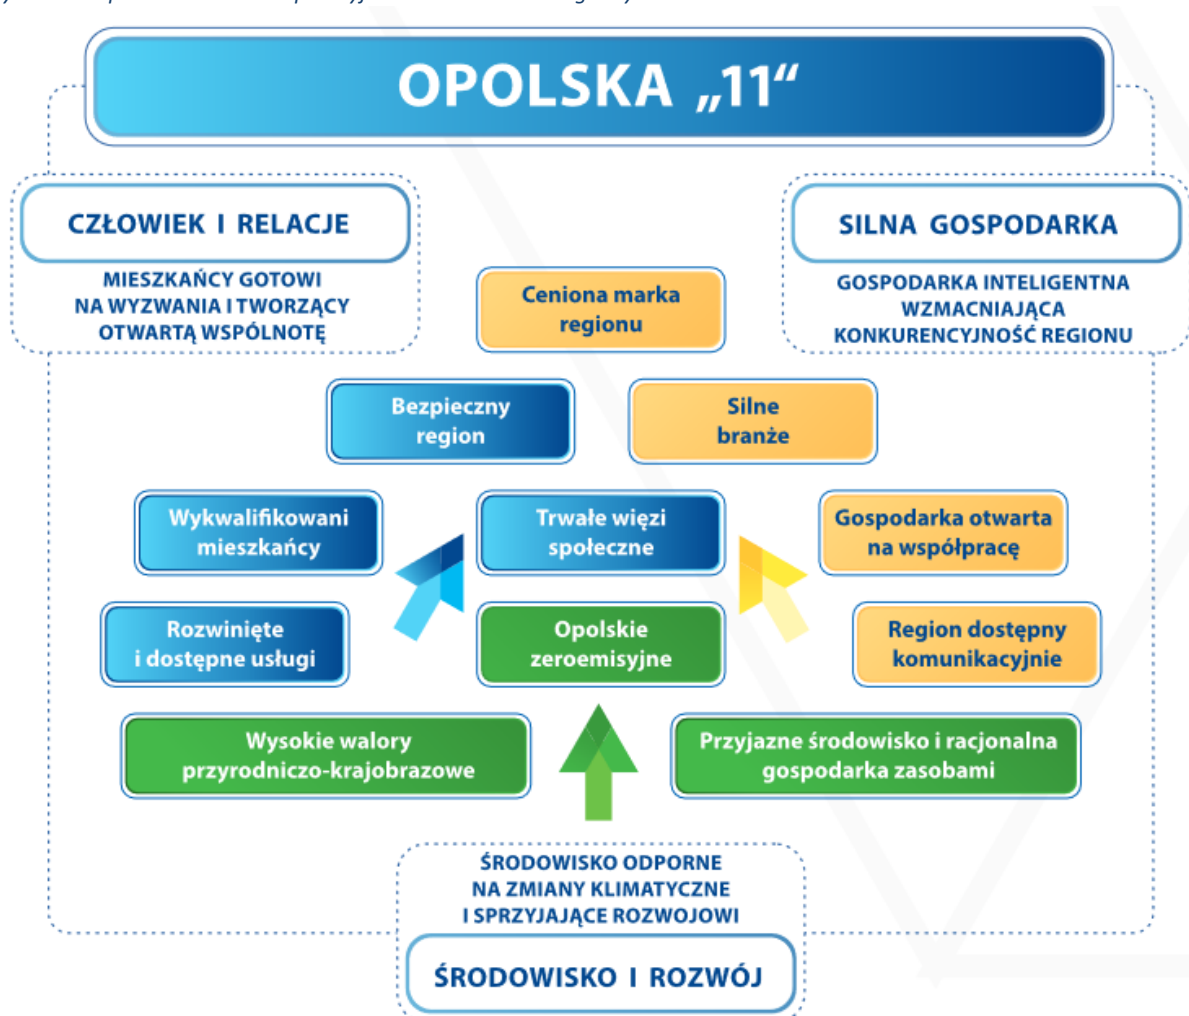 OPOLSKA „11“
CZŁOWIEK I RELACJE
MIESZKAŃCY GOTOWI
NA WYZWANIA I TWORZĄCY
OTWARTĄ WSPÓLNOTĘ
SILNA GOSPODARKA
GOSPODARKA INTELIGENTNA
WZMACNIAJĄCA
KONKURENCYJNOŚĆ REGIONU
Ceniona marka
regionu
Bezpieczny
region
Silne
branże
Wykwalifikowani
mieszkańcy
Trwałe więzi
społeczne
Gospodarka otwarta
na współpracę
Rozwinięte
i dostępne usługi
Opolskie
zeroemisyjne
Region dostępny
komunikacyjnie
Wysokie walory
przyrodniczo-krajobrazowe
Przyjazne środowisko i racjonalna
gospodarka zasobami
ŚRODOWISKO ODPORNE
NA ZMIANY KLIMATYCZNE
I SPRZYJAJĄCE ROZWOJOWI
ŚRODOWISKO I ROZWÓJ